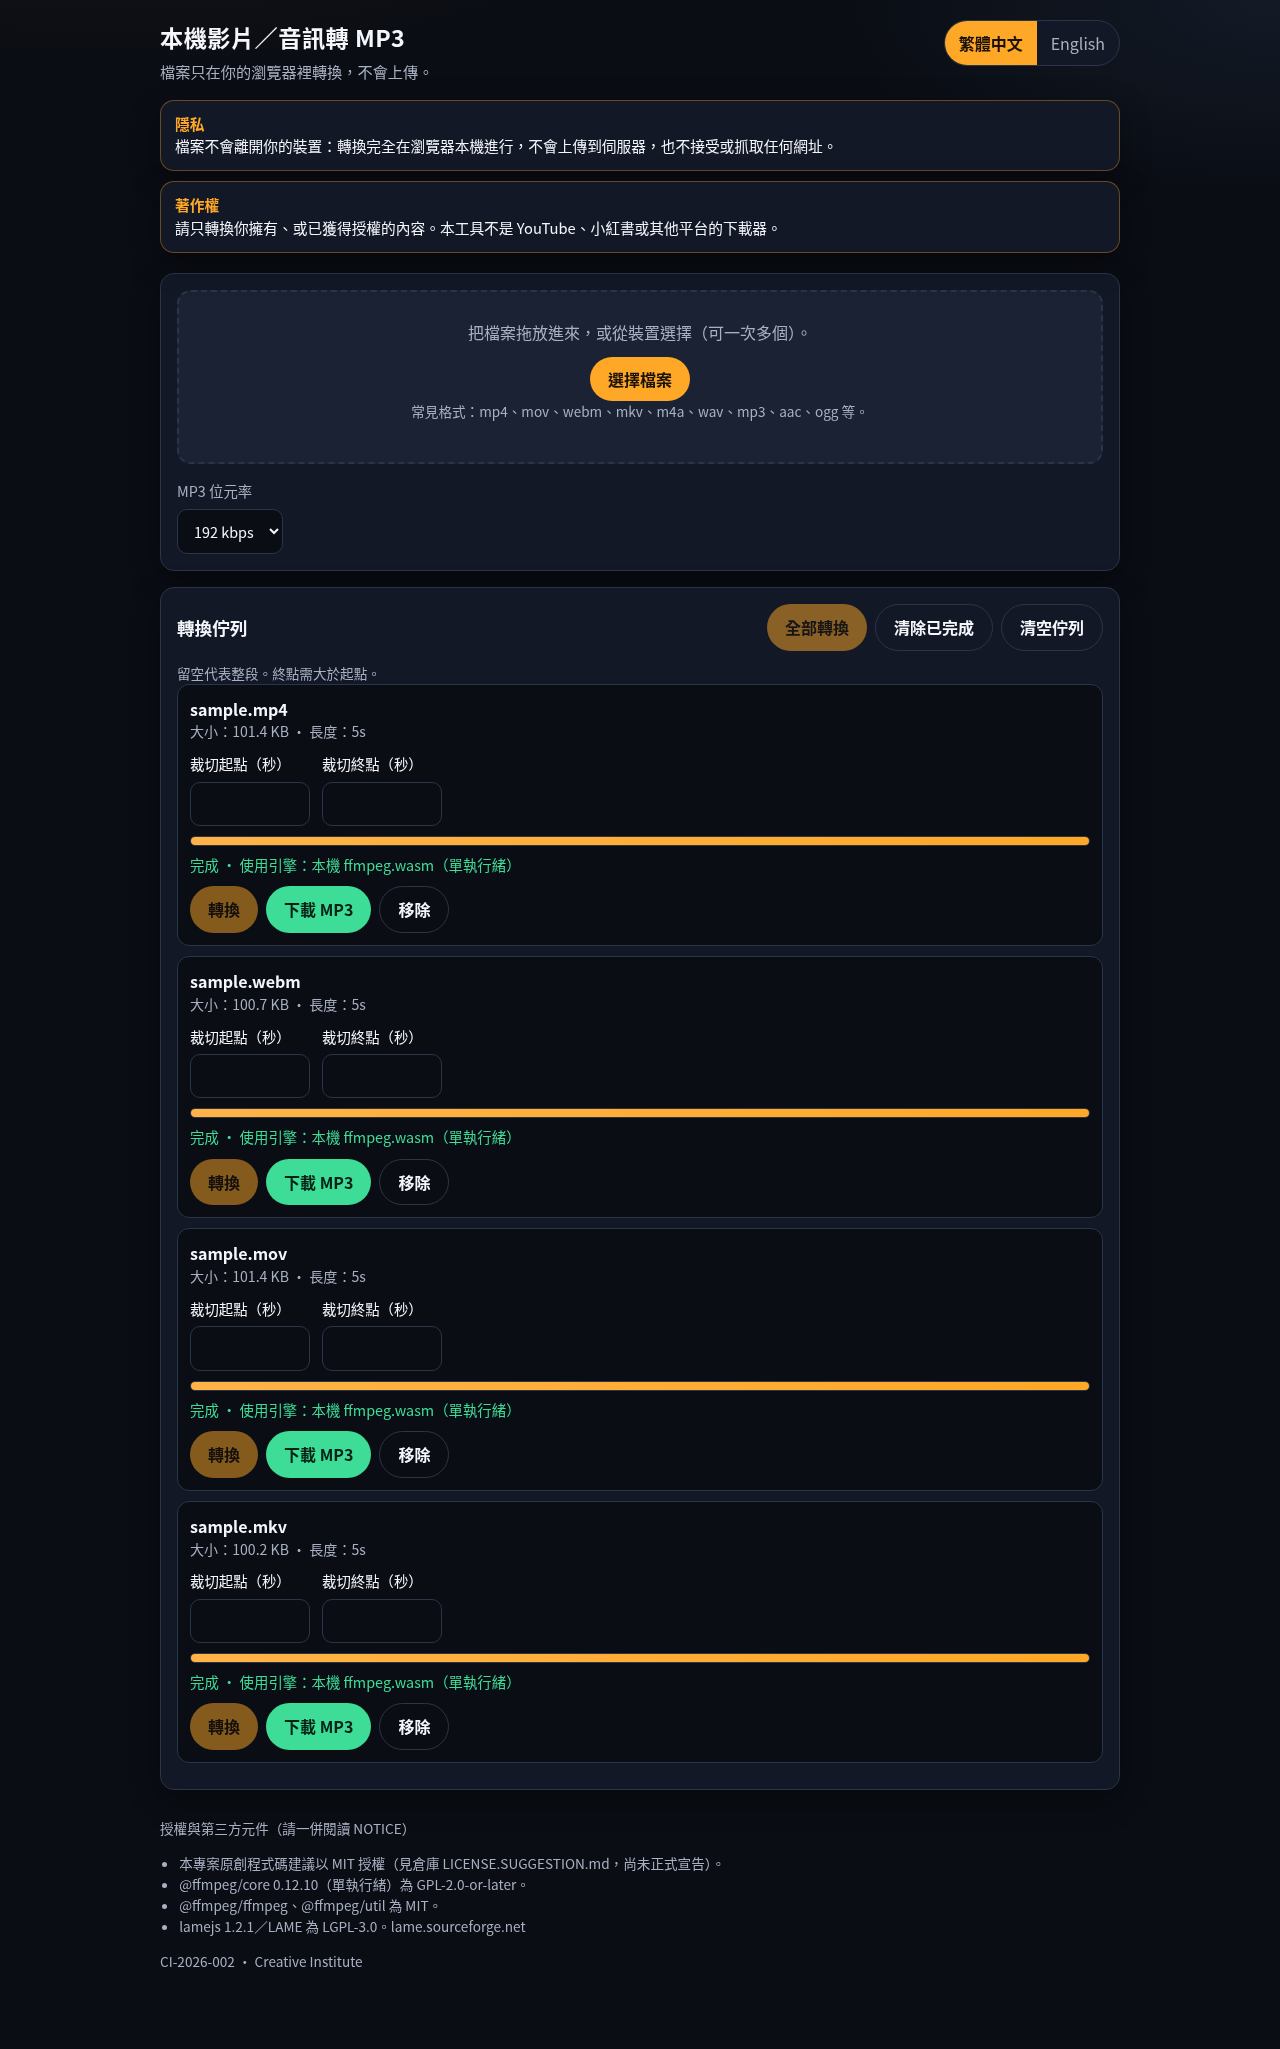 本機影片／音訊轉 MP3
繁體中文
English
檔案只在你的瀏覽器裡轉換，不會上傳。
隱私
檔案不會離開你的裝置：轉換完全在瀏覽器本機進行，不會上傳到伺服器，也不接受或抓取任何網址。
著作權
請只轉換你擁有、或已獲得授權的內容。本工具不是 YouTube、小紅書或其他平台的下載器。
把檔案拖放進來，或從裝置選擇（可一次多個）。
選擇檔案
常見格式：mp4、mov、webm、mkv、m4a、wav、mp3、aac、ogg 等。
MP3 位元率
192 kbps
轉換佇列
全部轉換
清除已完成
清空佇列
留空代表整段。終點需大於起點。
sample.mp4
大小：101.4 KB ・ 長度：5s
裁切起點（秒） 裁切終點（秒）
完成 ・ 使用引擎：本機 ffmpeg.wasm（單執行緒）
轉換 下載 MP3 移除
sample.webm
大小：100.7 KB ・ 長度：5s
裁切起點（秒） 裁切終點（秒）
完成 ・ 使用引擎：本機 ffmpeg.wasm（單執行緒）
轉換 下載 MP3 移除
sample.mov
大小：101.4 KB ・ 長度：5s
裁切起點（秒） 裁切終點（秒）
完成 ・ 使用引擎：本機 ffmpeg.wasm（單執行緒）
轉換 下載 MP3 移除
sample.mkv
大小：100.2 KB ・ 長度：5s
裁切起點（秒） 裁切終點（秒）
完成 ・ 使用引擎：本機 ffmpeg.wasm（單執行緒）
轉換 下載 MP3 移除
授權與第三方元件（請一併閱讀 NOTICE）
• 本專案原創程式碼建議以 MIT 授權（見倉庫 LICENSE.SUGGESTION.md，尚未正式宣告）。
• @ffmpeg/core 0.12.10（單執行緒）為 GPL-2.0-or-later。
• @ffmpeg/ffmpeg、@ffmpeg/util 為 MIT。
• lamejs 1.2.1／LAME 為 LGPL-3.0。lame.sourceforge.net
CI-2026-002 ・ Creative Institute